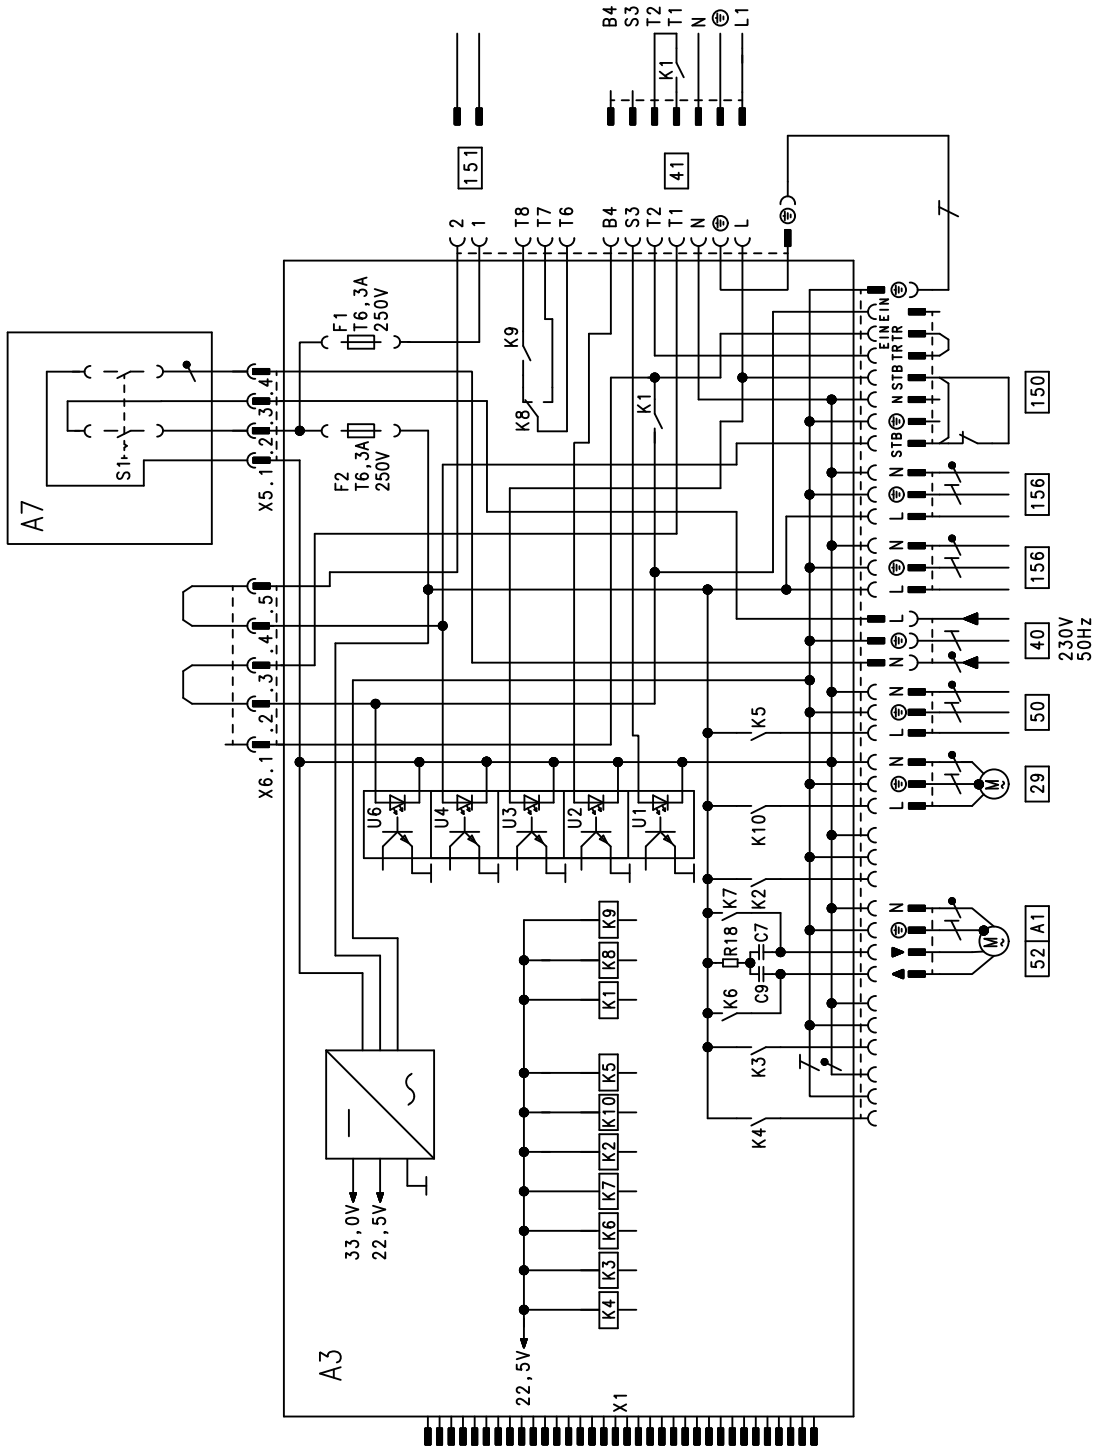 B4
S3
T2
T1
N
L1
K1
151
41
2
1
T8
T7
T6
B4
S3
T2
T1
N
L
A7
S1
X5.1
.2
.3
.4
F1
T6,3A
250V
F2
T6,3A
250V
K9
K8
K1
X6.1
.2
.3
.4
.5
EIN
EIN
TR
TR
STB
N
STB
150
N
L
156
N
L
156
L
N
40
230V
50Hz
N
L
50
K5
N
L
29
M
~
K10
K2
U6
U4
U3
U2
U1
K7
R18
C7
C9
K6
N
M
~
52
A1
K3
K4
K9
K8
K1
K5
K10
K2
K7
K6
K3
K4
33,0V
22,5V
22,5V
A3
X1